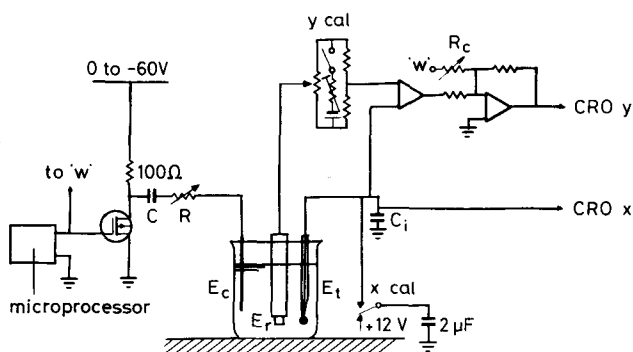 y cal
'W'
Rc
0 to -60V
CRO y
to 'w'
100Ω
C
R
Ci
CRO x
microprocessor
Ec
Er
Et
x cal
+12 V
2 µF